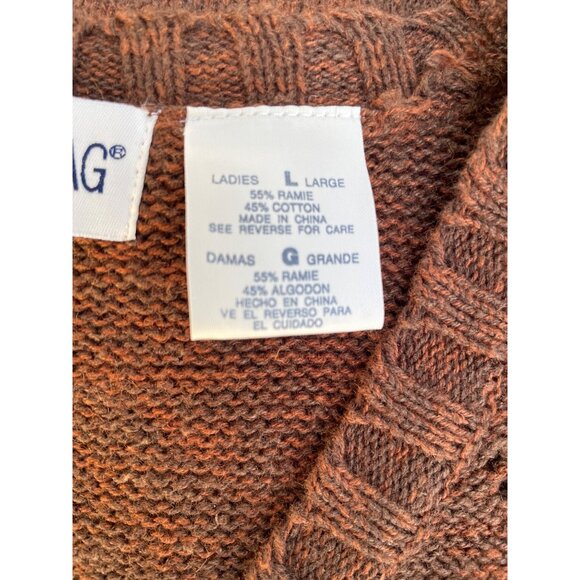 AG®
LADIES L LARGE
55% RAMIE
45% COTTON
MADE IN CHINA
SEE REVERSE FOR CARE
DAMAS G GRANDE
55% RAMIE
45% ALGODON
HECHO EN CHINA
VE EL REVERSO PARA
EL CUIDADO